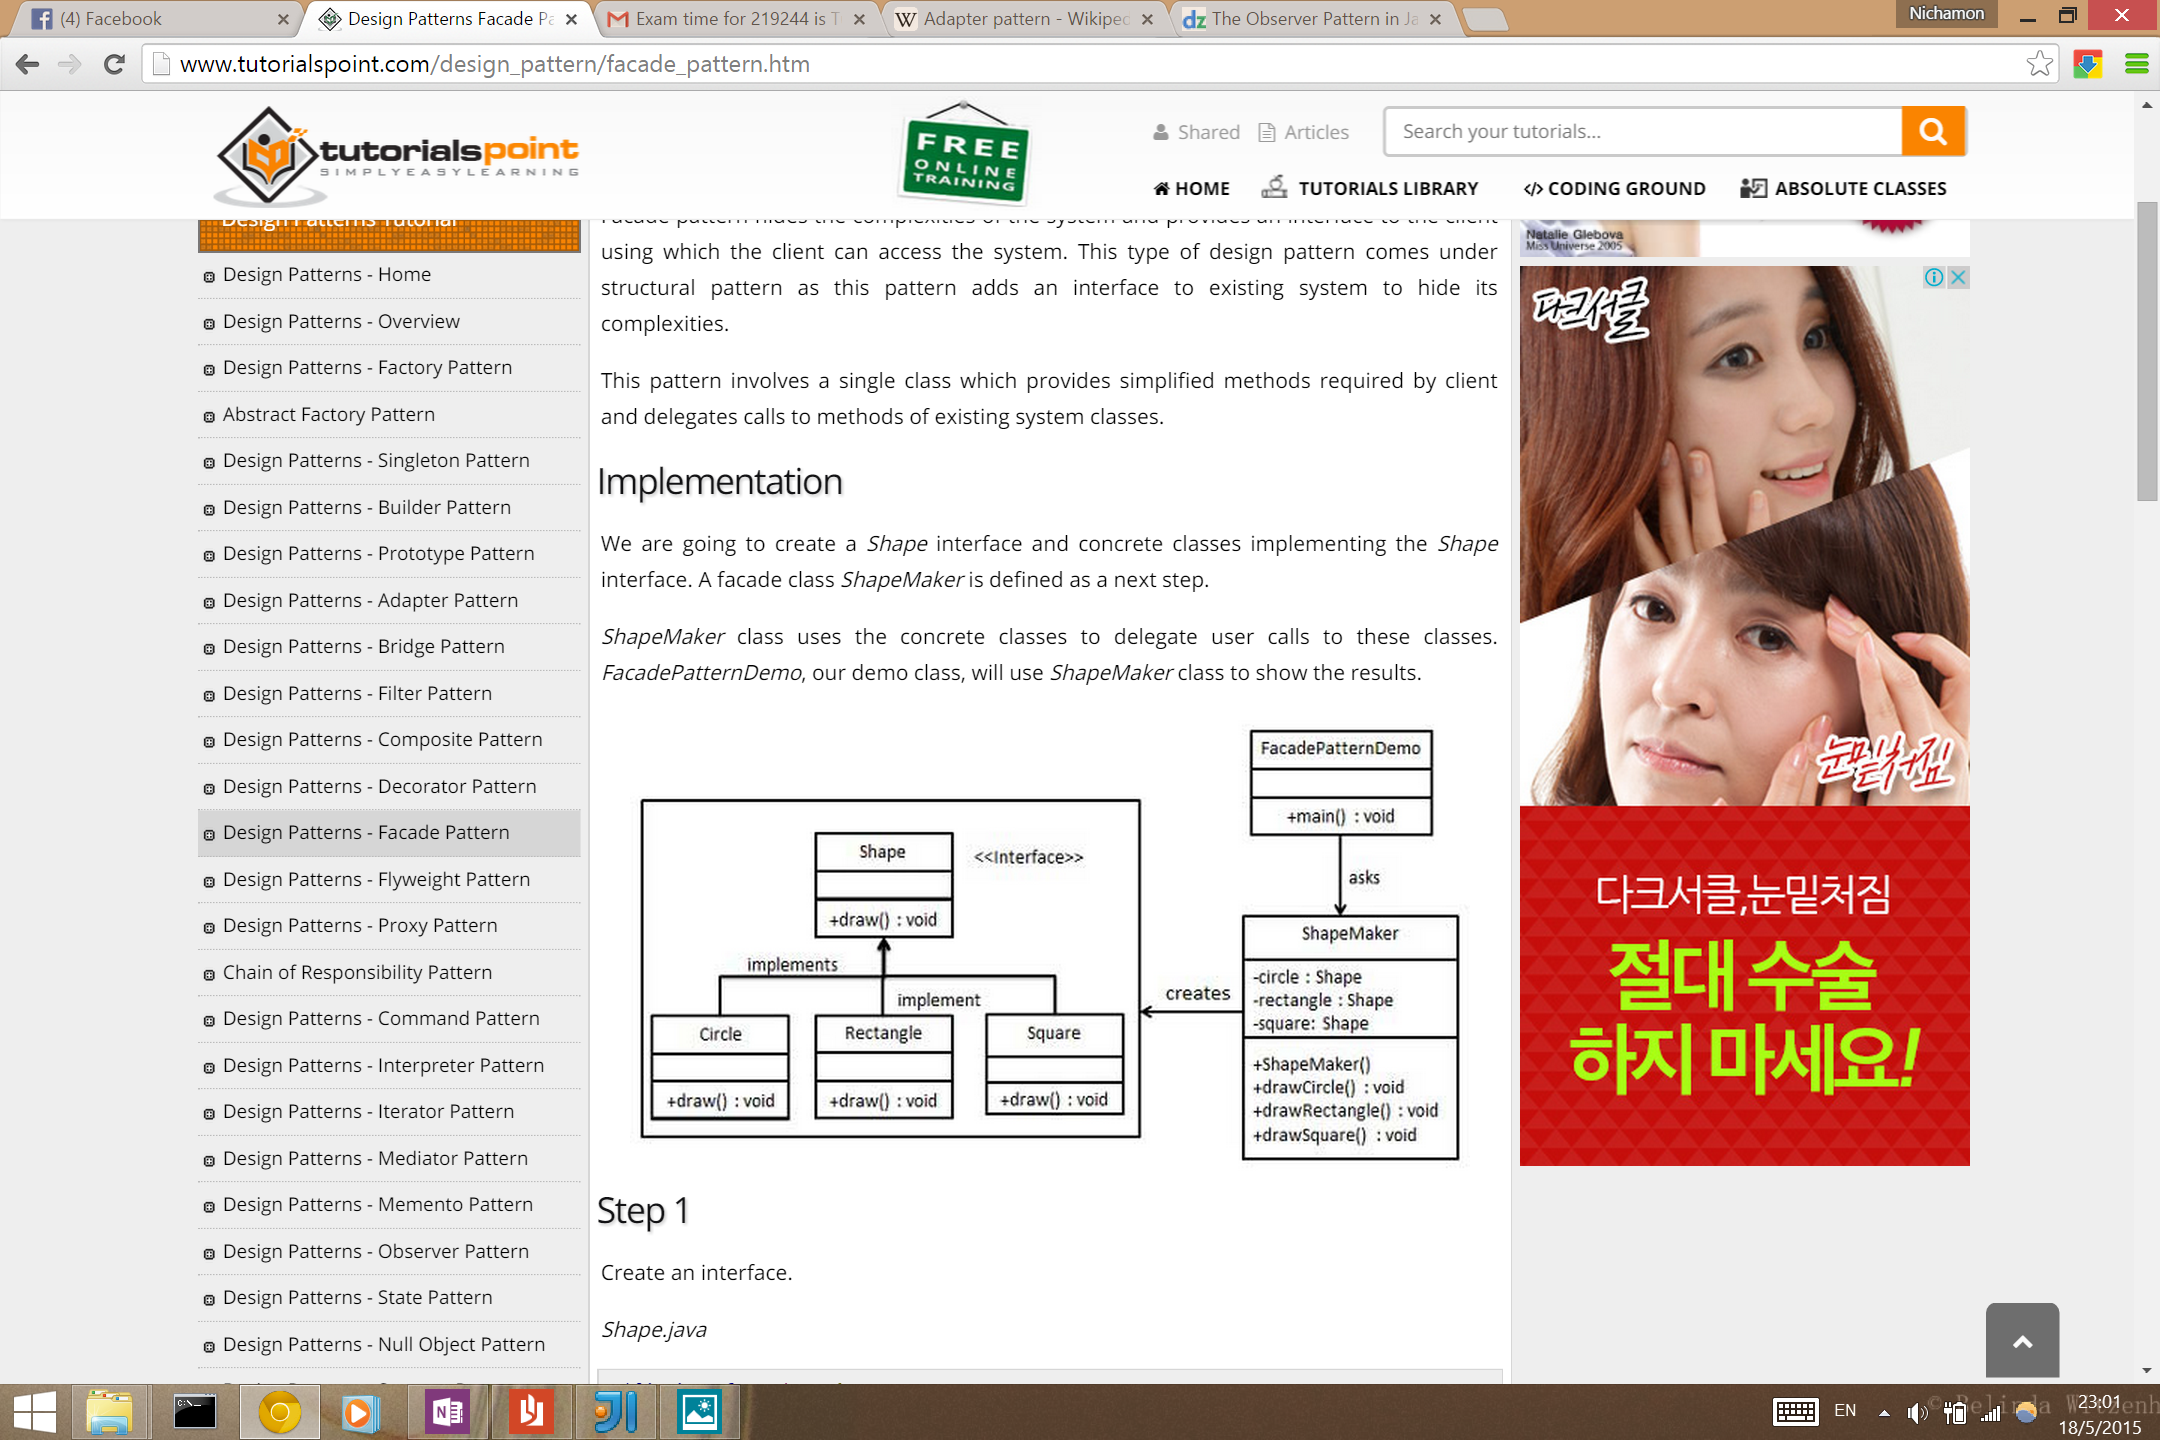 (4) Facebook
Design Patterns Facade Pa
Exam time for 219244 is T
Adapter pattern - Wikiped
The Observer Pattern in Ja
Nichamon
www.tutorialspoint.com/design_pattern/facade_pattern.htm
tutorialspoint
SIMPLYEASYLEARNING
FREE
ONLINE
TRAINING
Shared
Articles
Search your tutorials...
HOME
TUTORIALS LIBRARY
</> CODING GROUND
ABSOLUTE CLASSES
Design Patterns Tutorial
Design Patterns - Home
Design Patterns - Overview
Design Patterns - Factory Pattern
Abstract Factory Pattern
Design Patterns - Singleton Pattern
Design Patterns - Builder Pattern
Design Patterns - Prototype Pattern
Design Patterns - Adapter Pattern
Design Patterns - Bridge Pattern
Design Patterns - Filter Pattern
Design Patterns - Composite Pattern
Design Patterns - Decorator Pattern
Design Patterns - Facade Pattern
Design Patterns - Flyweight Pattern
Design Patterns - Proxy Pattern
Chain of Responsibility Pattern
Design Patterns - Command Pattern
Design Patterns - Interpreter Pattern
Design Patterns - Iterator Pattern
Design Patterns - Mediator Pattern
Design Patterns - Memento Pattern
Design Patterns - Observer Pattern
Design Patterns - State Pattern
Design Patterns - Null Object Pattern
Facade pattern hides the complexities of the system and provides an interface to the client
using which the client can access the system. This type of design pattern comes under
structural pattern as this pattern adds an interface to existing system to hide its
complexities.
This pattern involves a single class which provides simplified methods required by client
and delegates calls to methods of existing system classes.
Implementation
We are going to create a Shape interface and concrete classes implementing the Shape
interface. A facade class ShapeMaker is defined as a next step.
ShapeMaker class uses the concrete classes to delegate user calls to these classes.
FacadePatternDemo, our demo class, will use ShapeMaker class to show the results.
FacadePatternDemo
+main() : void
asks
Shape
<<Interface>>
+draw() : void
implements
implement
Circle
+draw() : void
Rectangle
+draw() : void
Square
+draw() : void
creates
ShapeMaker
-circle : Shape
-rectangle : Shape
-square: Shape
+ShapeMaker()
+drawCircle() : void
+drawRectangle() : void
+drawSquare() : void
Step 1
Create an interface.
Shape.java
Natalie Glebova
Miss Universe 2005
다크서클
눈밑처짐
다크서클,눈밑처짐
절대 수술
하지 마세요!
EN
23:01
18/5/2015